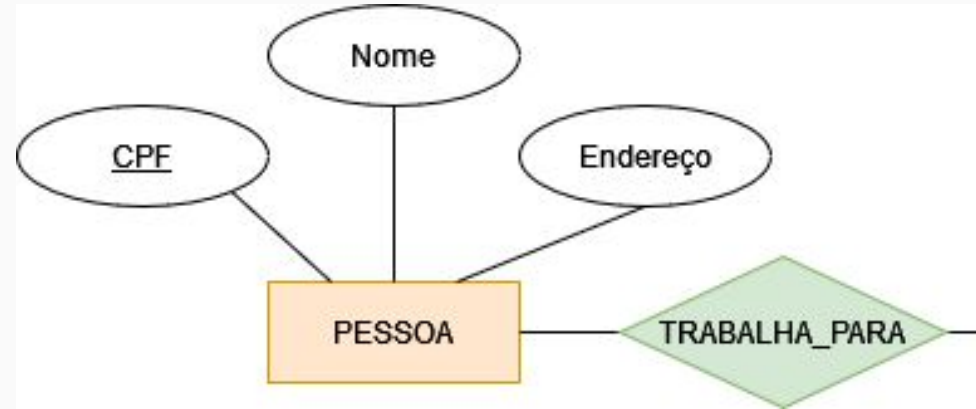 Nome
CPF
Endereço
PESSOA
TRABALHA_PARA